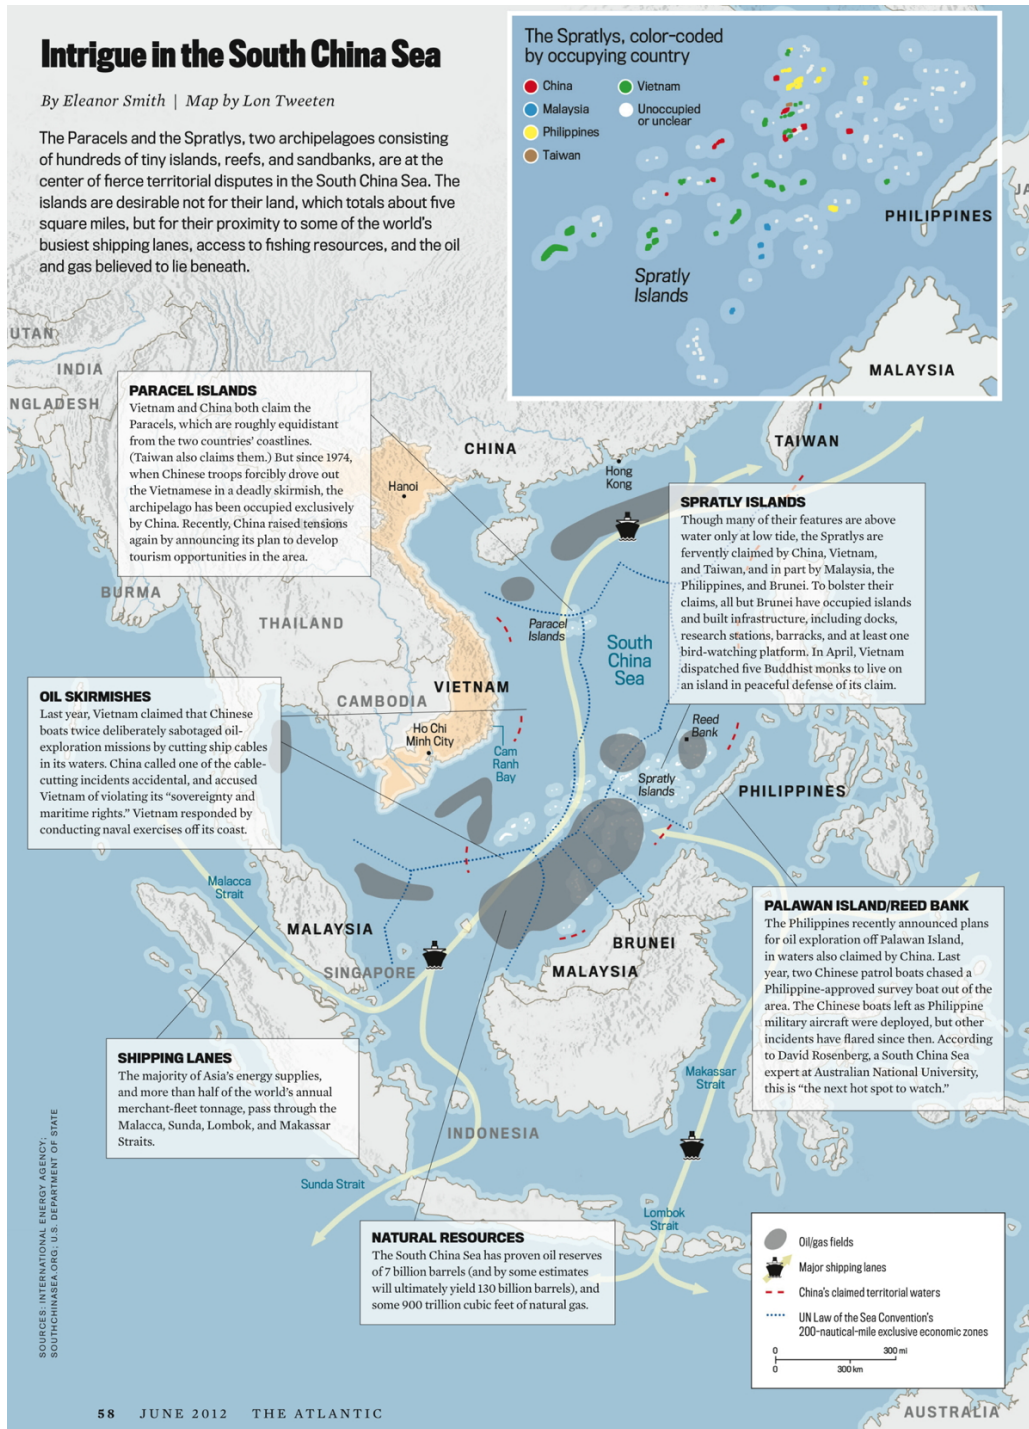 Intrigue in the South China Sea
By Eleanor Smith | Map by Lon Tweeten
The Paracels and the Spratlys, two archipelagoes consisting
of hundreds of tiny islands, reefs, and sandbanks, are at the
center of fierce territorial disputes in the South China Sea. The
islands are desirable not for their land, which totals about five
square miles, but for their proximity to some of the world's
busiest shipping lanes, access to fishing resources, and the oil
and gas believed to lie beneath.
The Spratlys, color-coded
by occupying country
China
Malaysia
Philippines
Taiwan
Vietnam
Unoccupied
or unclear
PHILIPPINES
Spratly
Islands
MALAYSIA
JA
UTAN
INDIA
NGLADESH
PARACEL ISLANDS
Vietnam and China both claim the
Paracels, which are roughly equidistant
from the two countries' coastlines.
(Taiwan also claims them.) But since 1974,
when Chinese troops forcibly drove out
the Vietnamese in a deadly skirmish, the
archipelago has been occupied exclusively
by China. Recently, China raised tensions
again by announcing its plan to develop
tourism opportunities in the area.
CHINA
Hanoi
Hong
Kong
TAIWAN
SPRATLY ISLANDS
Though many of their features are above
water only at low tide, the Spratlys are
fervently claimed by China, Vietnam,
and Taiwan, and in part by Malaysia, the
Philippines, and Brunei. To bolster their
claims, all but Brunei have occupied islands
and built infrastructure, including docks,
research stations, barracks, and at least one
bird-watching platform. In April, Vietnam
dispatched five Buddhist monks to live on
an island in peaceful defense of its claim.
BURMA
THAILAND
Paracel
Islands
South
China
Sea
VIETNAM
CAMBODIA
Ho Chi
Minh City
Cam
Ranh
Bay
Reed
Bank
Spratly
Islands
PHILIPPINES
OIL SKIRMISHES
Last year, Vietnam claimed that Chinese
boats twice deliberately sabotaged oil-
exploration missions by cutting ship cables
in its waters. China called one of the cable-
cutting incidents accidental, and accused
Vietnam of violating its "sovereignty and
maritime rights." Vietnam responded by
conducting naval exercises off its coast.
Malacca
Strait
MALAYSIA
SINGAPORE
BRUNEI
MALAYSIA
PALAWAN ISLAND/REED BANK
The Philippines recently announced plans
for oil exploration off Palawan Island,
in waters also claimed by China. Last
year, two Chinese patrol boats chased a
Philippine-approved survey boat out of the
area. The Chinese boats left as Philippine
military aircraft were deployed, but other
incidents have flared since then. According
to David Rosenberg, a South China Sea
expert at Australian National University,
this is "the next hot spot to watch."
SHIPPING LANES
The majority of Asia's energy supplies,
and more than half of the world's annual
merchant-fleet tonnage, pass through the
Malacca, Sunda, Lombok, and Makassar
Straits.
Makassar
Strait
INDONESIA
Sunda Strait
Lombok
Strait
NATURAL RESOURCES
The South China Sea has proven oil reserves
of 7 billion barrels (and by some estimates
will ultimately yield 130 billion barrels), and
some 900 trillion cubic feet of natural gas.
Oil/gas fields
Major shipping lanes
China's claimed territorial waters
UN Law of the Sea Convention's
200-nautical-mile exclusive economic zones
0 300 mi
0 300 km
AUSTRALIA
SOURCES: INTERNATIONAL ENERGY AGENCY;
SOUTHCHINASEA.ORG; U.S. DEPARTMENT OF STATE
58 JUNE 2012 THE ATLANTIC